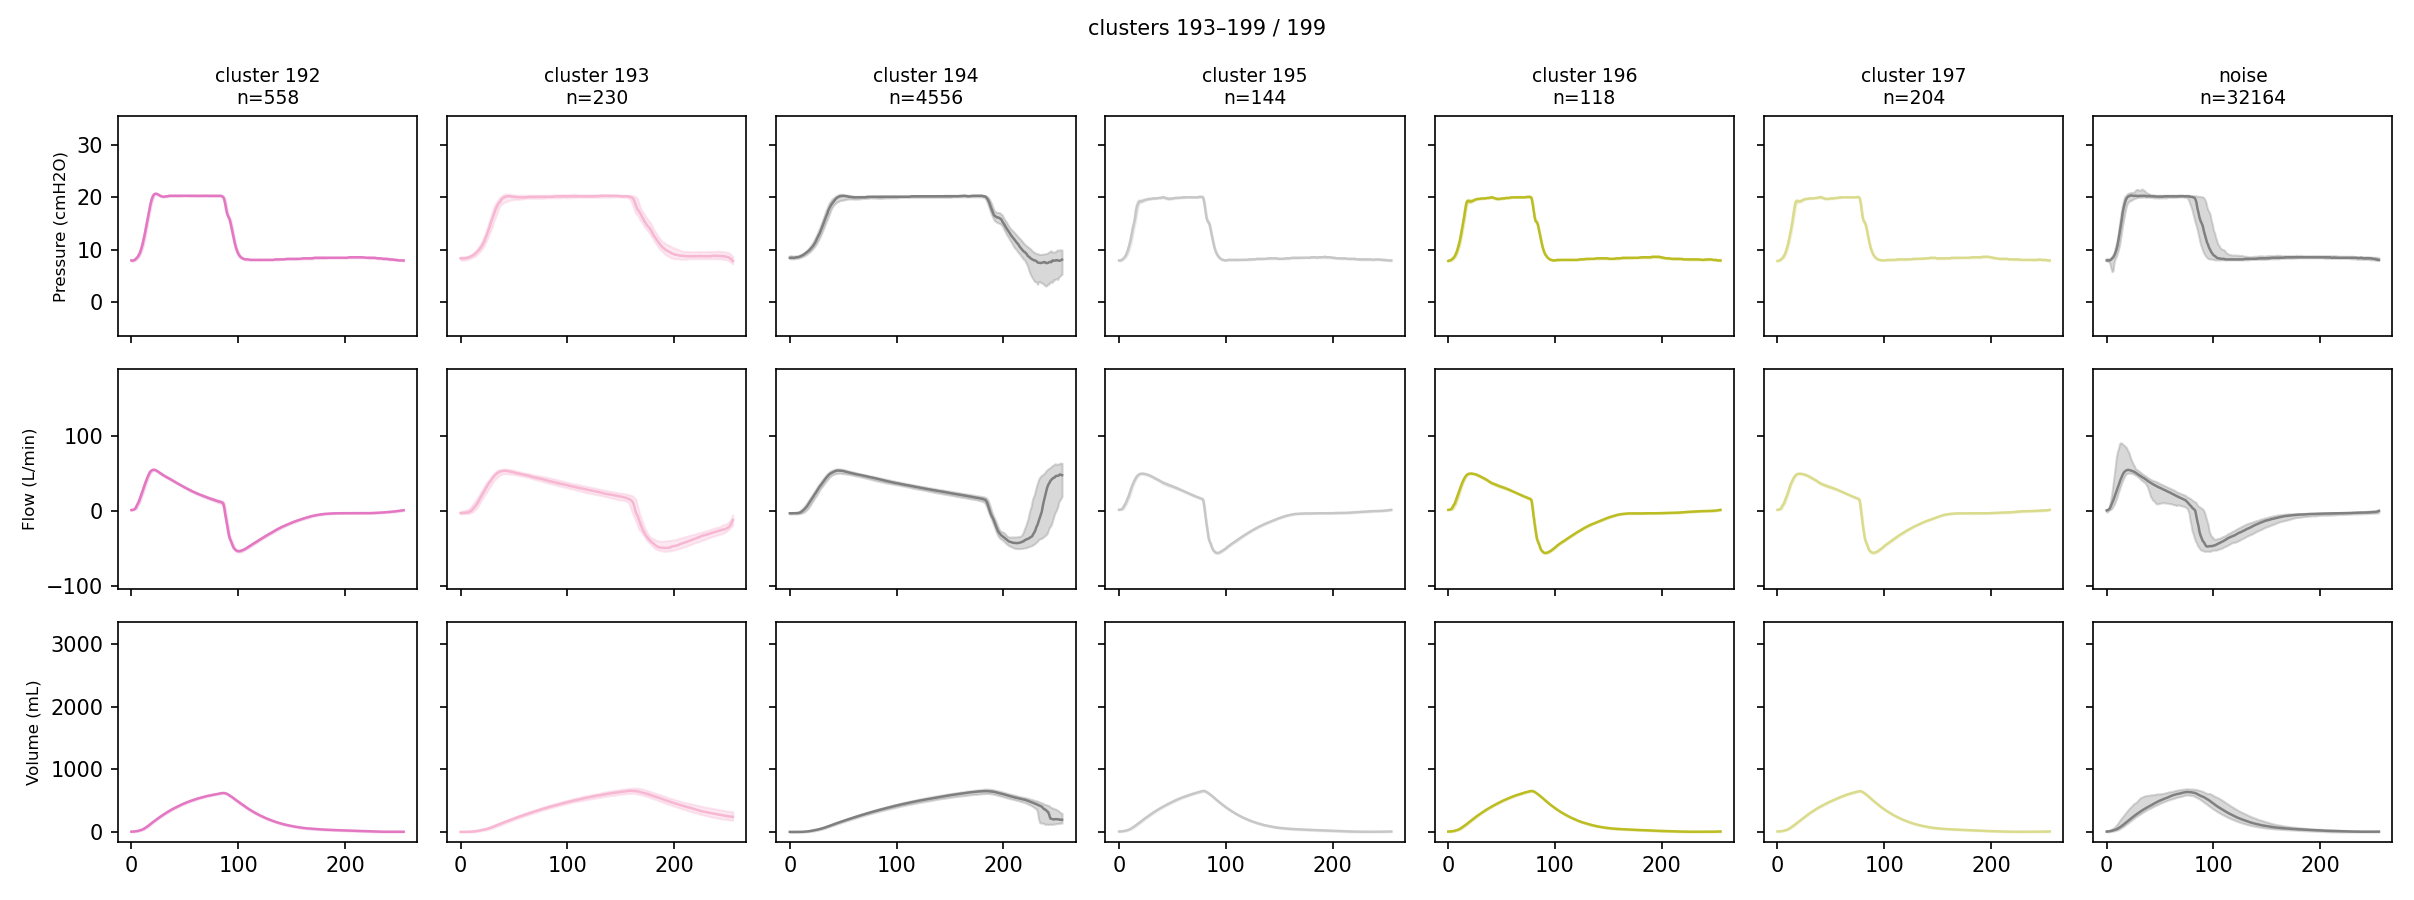 clusters 193–199 / 199
cluster 192
n=558
cluster 193
n=230
cluster 194
n=4556
cluster 195
n=144
cluster 196
n=118
cluster 197
n=204
noise
n=32164
Pressure (cmH2O)
30
20
10
0
Flow (L/min)
100
0
−100
Volume (mL)
3000
2000
1000
0
0 100 200
0 100 200
0 100 200
0 100 200
0 100 200
0 100 200
0 100 200